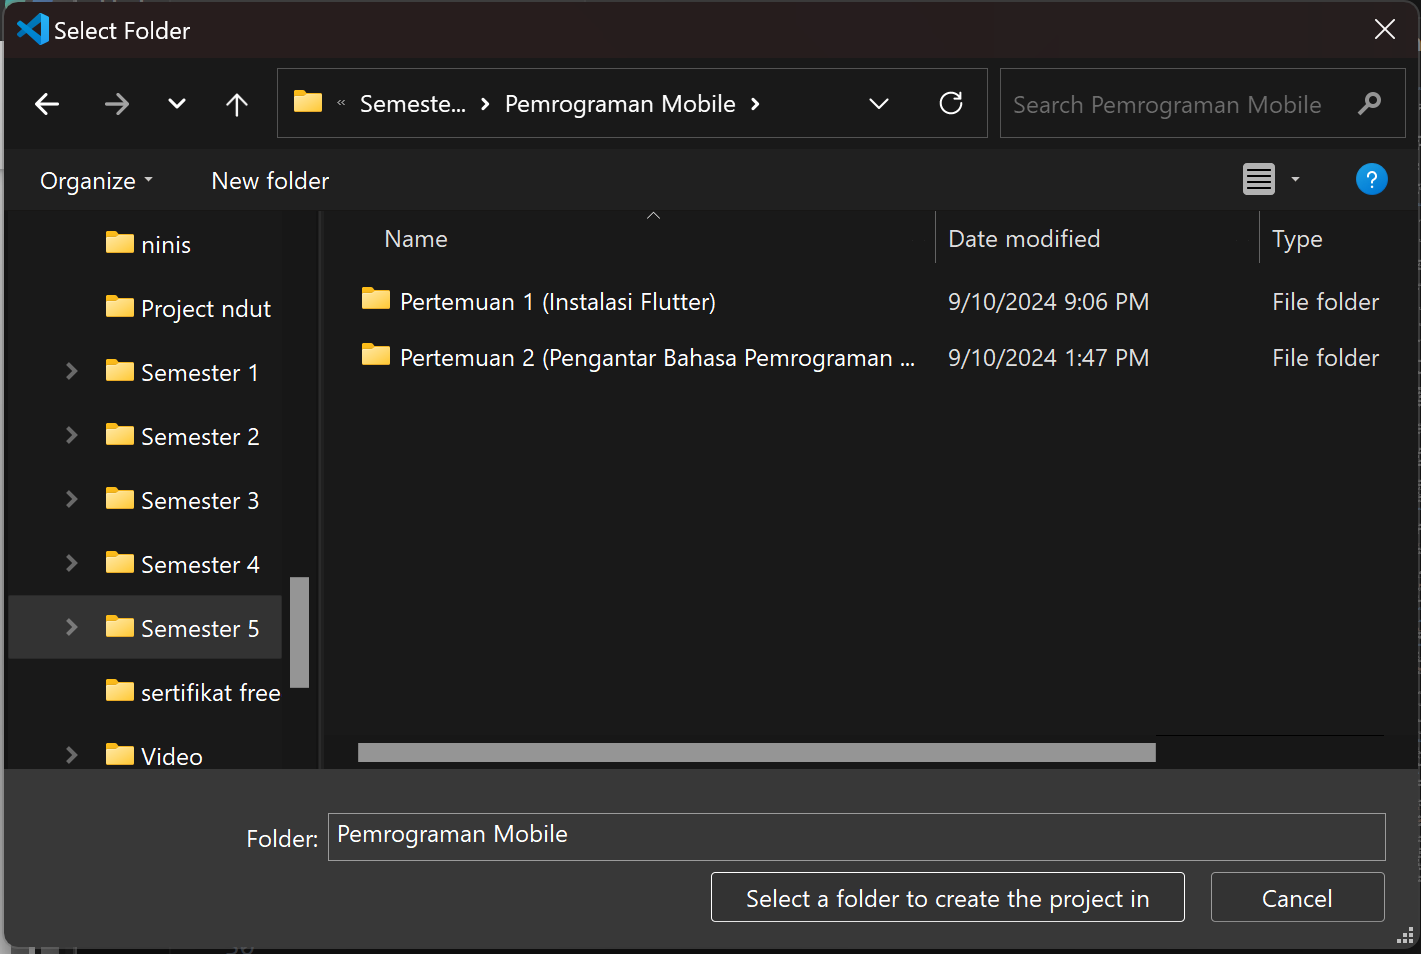 Select Folder
« Semeste... > Pemrograman Mobile >
Search Pemrograman Mobile
Organize
New folder
?
ninis
Project ndut
Semester 1
Semester 2
Semester 3
Semester 4
Semester 5
sertifikat free
Video
Name Date modified Type
Pertemuan 1 (Instalasi Flutter) 9/10/2024 9:06 PM File folder
Pertemuan 2 (Pengantar Bahasa Pemrograman ... 9/10/2024 1:47 PM File folder
Folder: Pemrograman Mobile
Select a folder to create the project in
Cancel